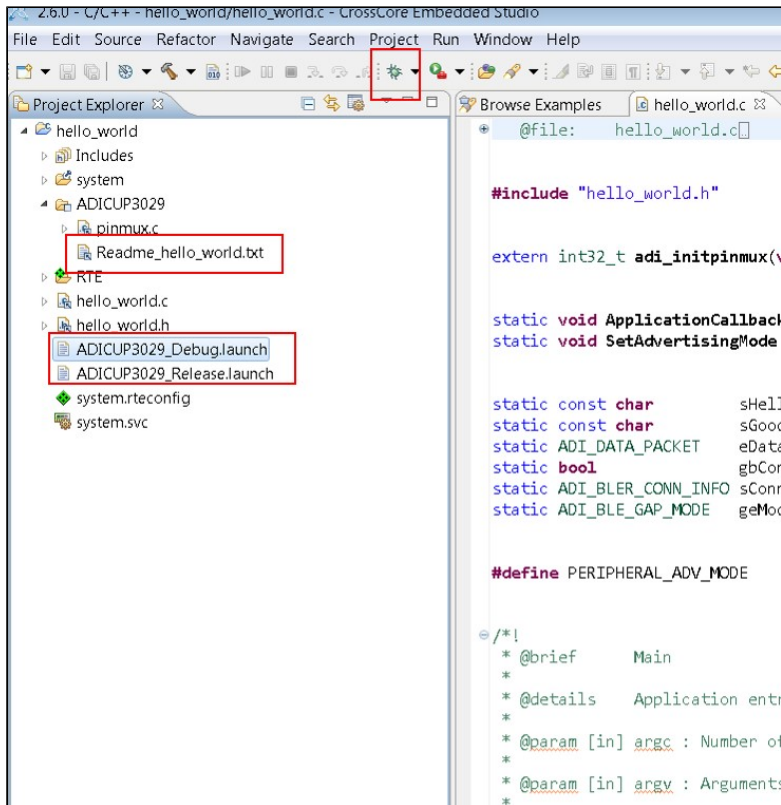 2.6.0 - C/C++ - hello_world/hello_world.c - CrossCore Embedded Studio
File Edit Source Refactor Navigate Search Project Run Window Help
Project Explorer
hello_world
Includes
system
ADICUP3029
pinmux.c
Readme_hello_world.txt
RTE
hello_world.c
hello_world.h
ADICUP3029_Debug.launch
ADICUP3029_Release.launch
system.rteconfig
system.svc
Browse Examples hello_world.c
@file: hello_world.c
#include "hello_world.h"
extern int32_t adi_initpinmux(v
static void ApplicationCallback
static void SetAdvertisingMode
static const char sHell
static const char sGood
static ADI_DATA_PACKET eData
static bool gbCon
static ADI_BLER_CONN_INFO sConn
static ADI_BLE_GAP_MODE geMod
#define PERIPHERAL_ADV_MODE
/*!
* @brief Main
*
* @details Application entr
*
* @param [in] argc : Number of
*
* @param [in] argv : Arguments
*